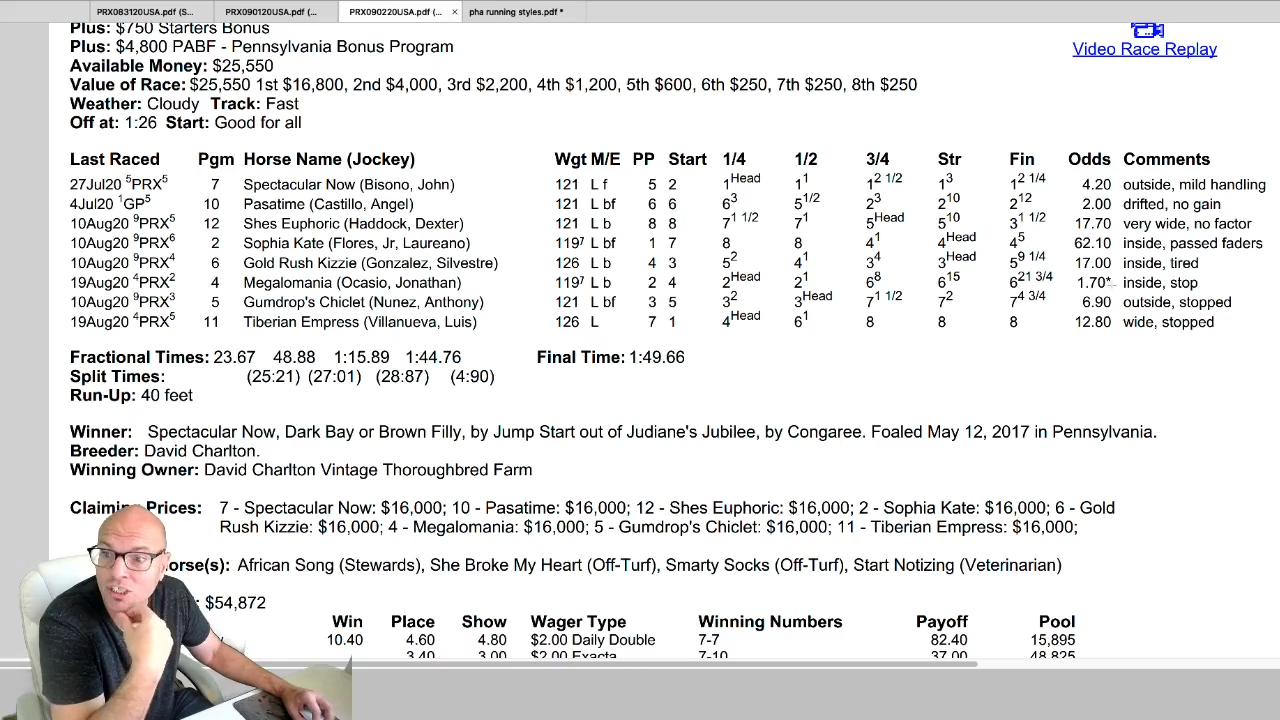 PRX083120USA.pdf (S... PRX090120USA.pdf (... PRX090220USA.pdf (... × pha running styles.pdf *
Plus: $750 Starters Bonus
Plus: $4,800 PABF - Pennsylvania Bonus Program
Video Race Replay
Available Money: $25,550
Value of Race: $25,550 1st $16,800, 2nd $4,000, 3rd $2,200, 4th $1,200, 5th $600, 6th $250, 7th $250, 8th $250
Weather: Cloudy Track: Fast
Off at: 1:26 Start: Good for all
Last Raced Pgm Horse Name (Jockey) Wgt M/E PP Start 1/4 1/2 3/4 Str Fin Odds Comments
27Jul20 5PRX5 7 Spectacular Now (Bisono, John) 121 L f 5 2 1Head 11 12 1/2 13 12 1/4 4.20 outside, mild handling
4Jul20 1GP5 10 Pasatime (Castillo, Angel) 121 L bf 6 6 63 51/2 23 210 212 2.00 drifted, no gain
10Aug20 9PRX5 12 Shes Euphoric (Haddock, Dexter) 121 L b 8 8 71 1/2 71 5Head 510 31 1/2 17.70 very wide, no factor
10Aug20 9PRX6 2 Sophia Kate (Flores, Jr, Laureano) 1197 L bf 1 7 8 8 41 4Head 45 62.10 inside, passed faders
10Aug20 9PRX4 6 Gold Rush Kizzie (Gonzalez, Silvestre) 126 L b 4 3 52 41 34 3Head 59 1/4 17.00 inside, tired
19Aug20 4PRX2 4 Megalomania (Ocasio, Jonathan) 1197 L b 2 4 2Head 21 68 615 621 3/4 1.70* inside, stop
10Aug20 9PRX3 5 Gumdrop's Chiclet (Nunez, Anthony) 121 L bf 3 5 32 3Head 71 1/2 72 74 3/4 6.90 outside, stopped
19Aug20 4PRX5 11 Tiberian Empress (Villanueva, Luis) 126 L 7 1 4Head 61 8 8 8 12.80 wide, stopped
Fractional Times: 23.67 48.88 1:15.89 1:44.76 Final Time: 1:49.66
Split Times: (25:21) (27:01) (28:87) (4:90)
Run-Up: 40 feet
Winner: Spectacular Now, Dark Bay or Brown Filly, by Jump Start out of Judiane's Jubilee, by Congaree. Foaled May 12, 2017 in Pennsylvania.
Breeder: David Charlton.
Winning Owner: David Charlton Vintage Thoroughbred Farm
Claiming Prices: 7 - Spectacular Now: $16,000; 10 - Pasatime: $16,000; 12 - Shes Euphoric: $16,000; 2 - Sophia Kate: $16,000; 6 - Gold
Rush Kizzie: $16,000; 4 - Megalomania: $16,000; 5 - Gumdrop's Chiclet: $16,000; 11 - Tiberian Empress: $16,000;
African Song (Stewards), She Broke My Heart (Off-Turf), Smarty Socks (Off-Turf), Start Notizing (Veterinarian)
$54,872
Win Place Show Wager Type Winning Numbers Payoff Pool
10.40 4.60 4.80 $2.00 Daily Double 7-7 82.40 15,895
3.40 3.00 $2.00 Exacta 7-10 37.00 48,825